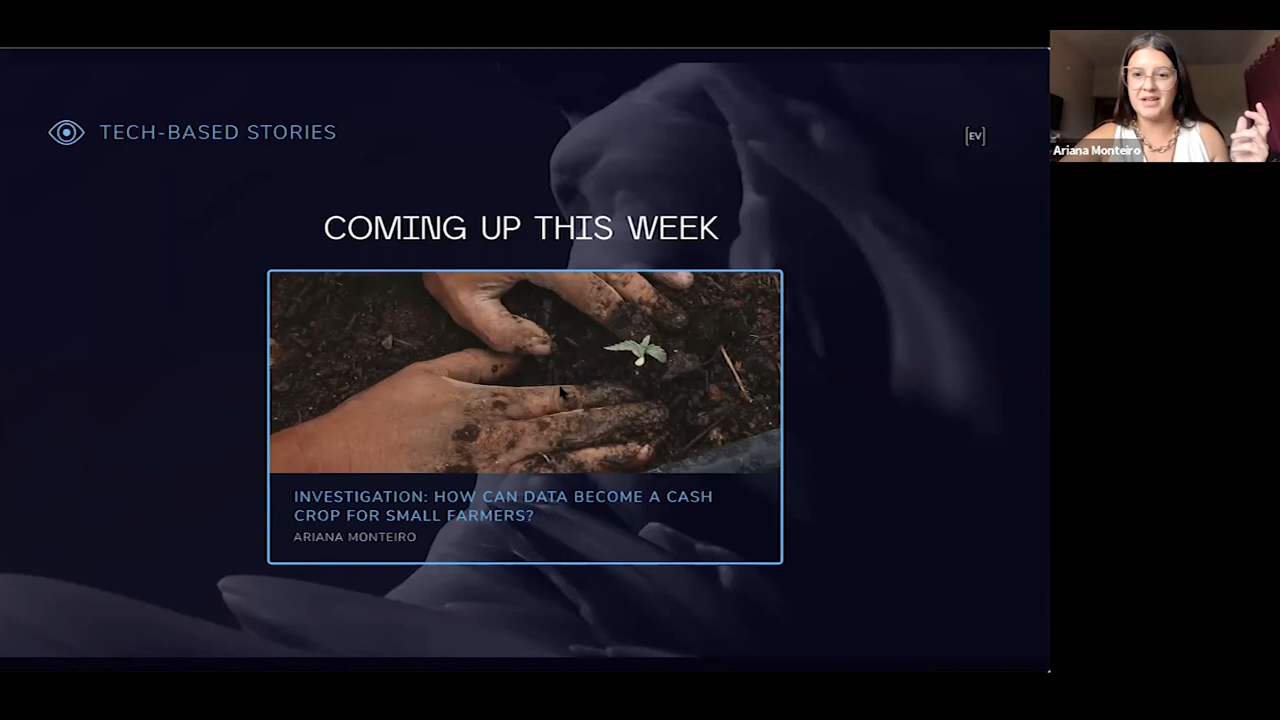 TECH-BASED STORIES
[EV]
COMING UP THIS WEEK
INVESTIGATION: HOW CAN DATA BECOME A CASH
CROP FOR SMALL FARMERS?
ARIANA MONTEIRO
Ariana Monteiro